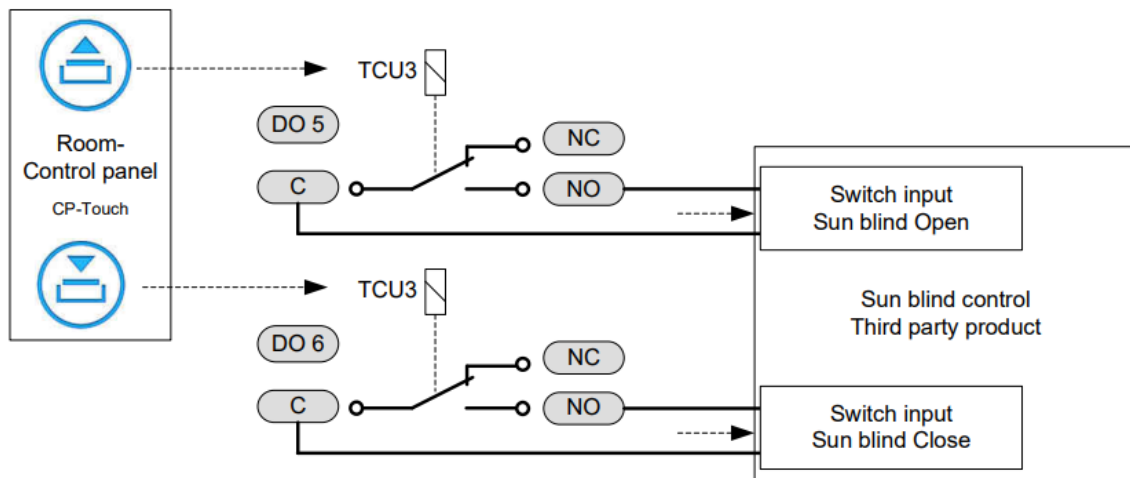 Room-
Control panel
CP-Touch
TCU3
DO 5
NC
C
NO
Switch input
Sun blind Open
TCU3
DO 6
NC
C
NO
Sun blind control
Third party product
Switch input
Sun blind Close